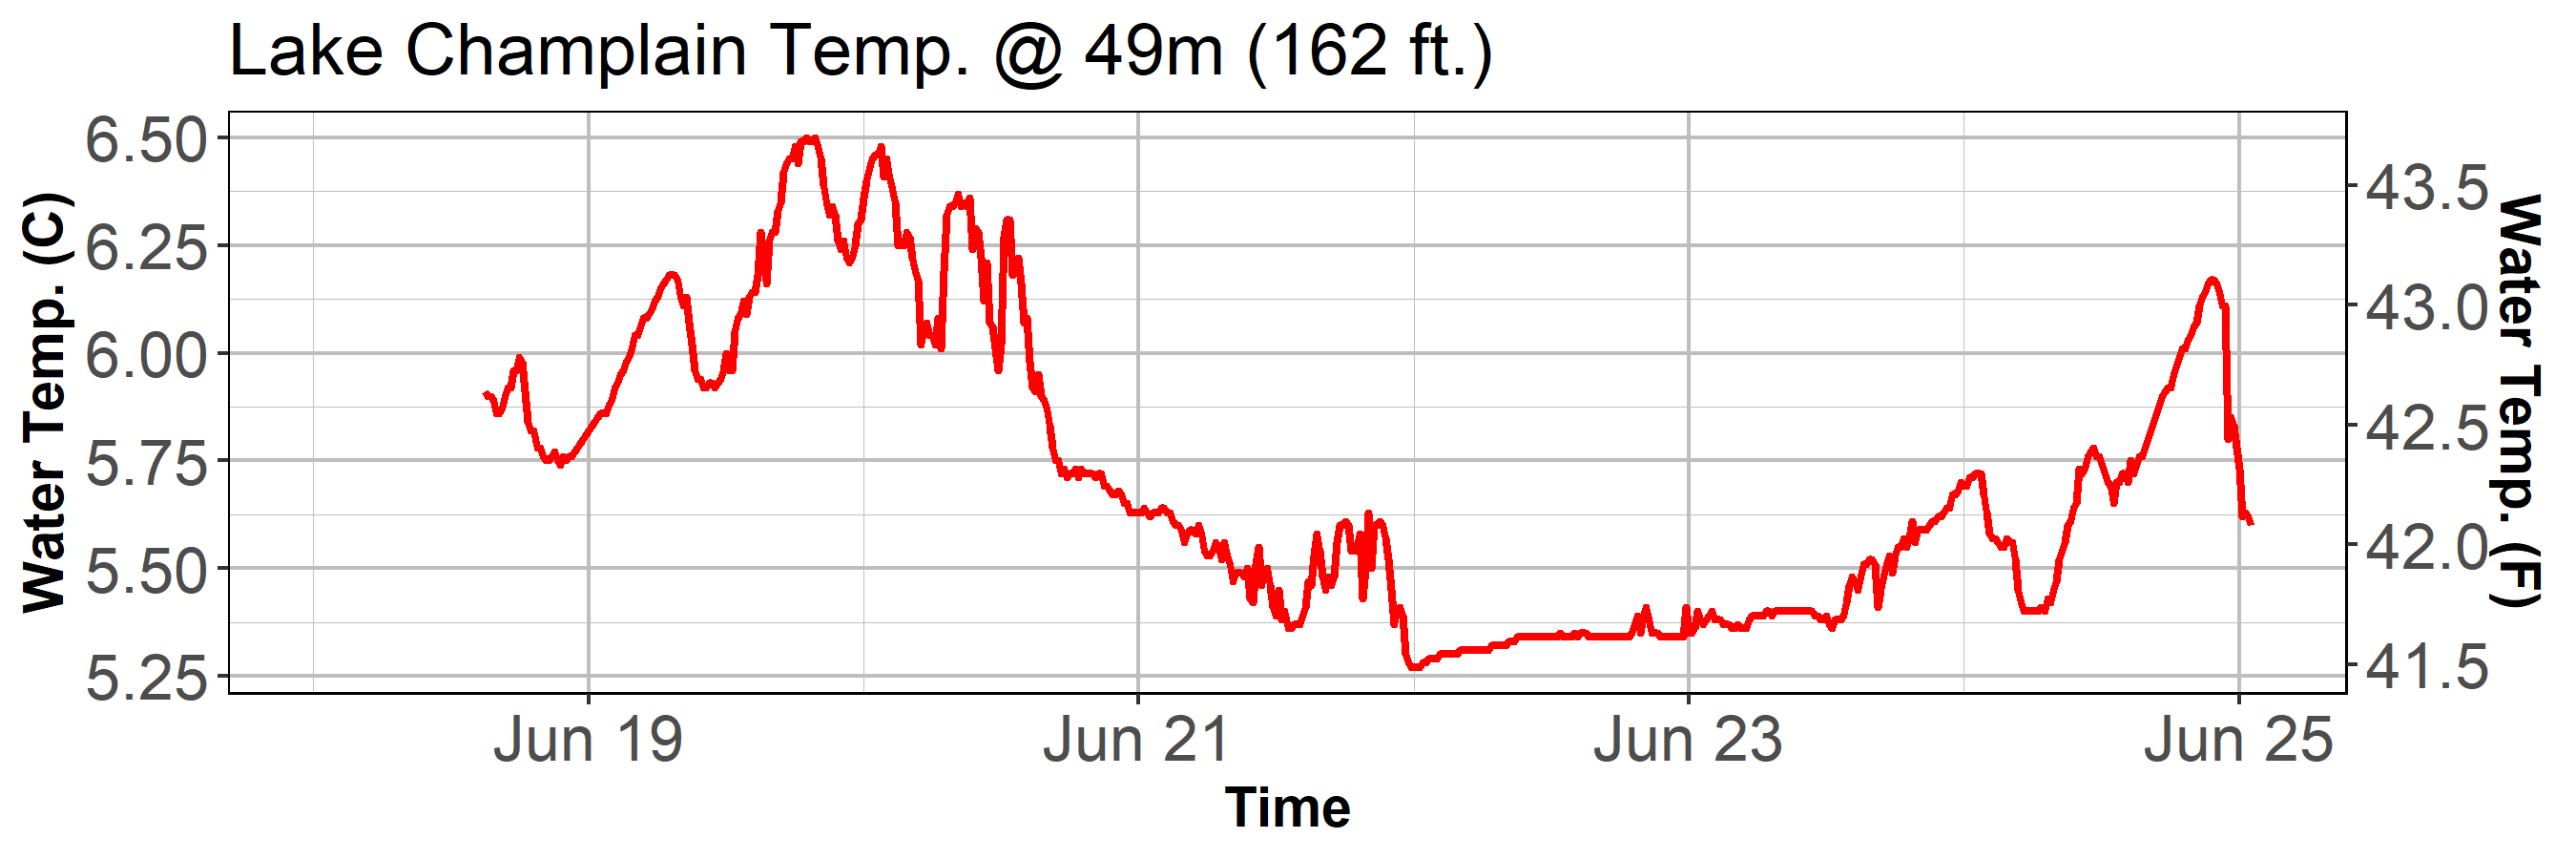 Lake Champlain Temp. @ 49m (162 ft.)
Water Temp. (C)
6.50
6.25
6.00
5.75
5.50
5.25
43.5
43.0
42.5
42.0
41.5
Water Temp. (F)
Jun 19 Jun 21 Jun 23 Jun 25
Time